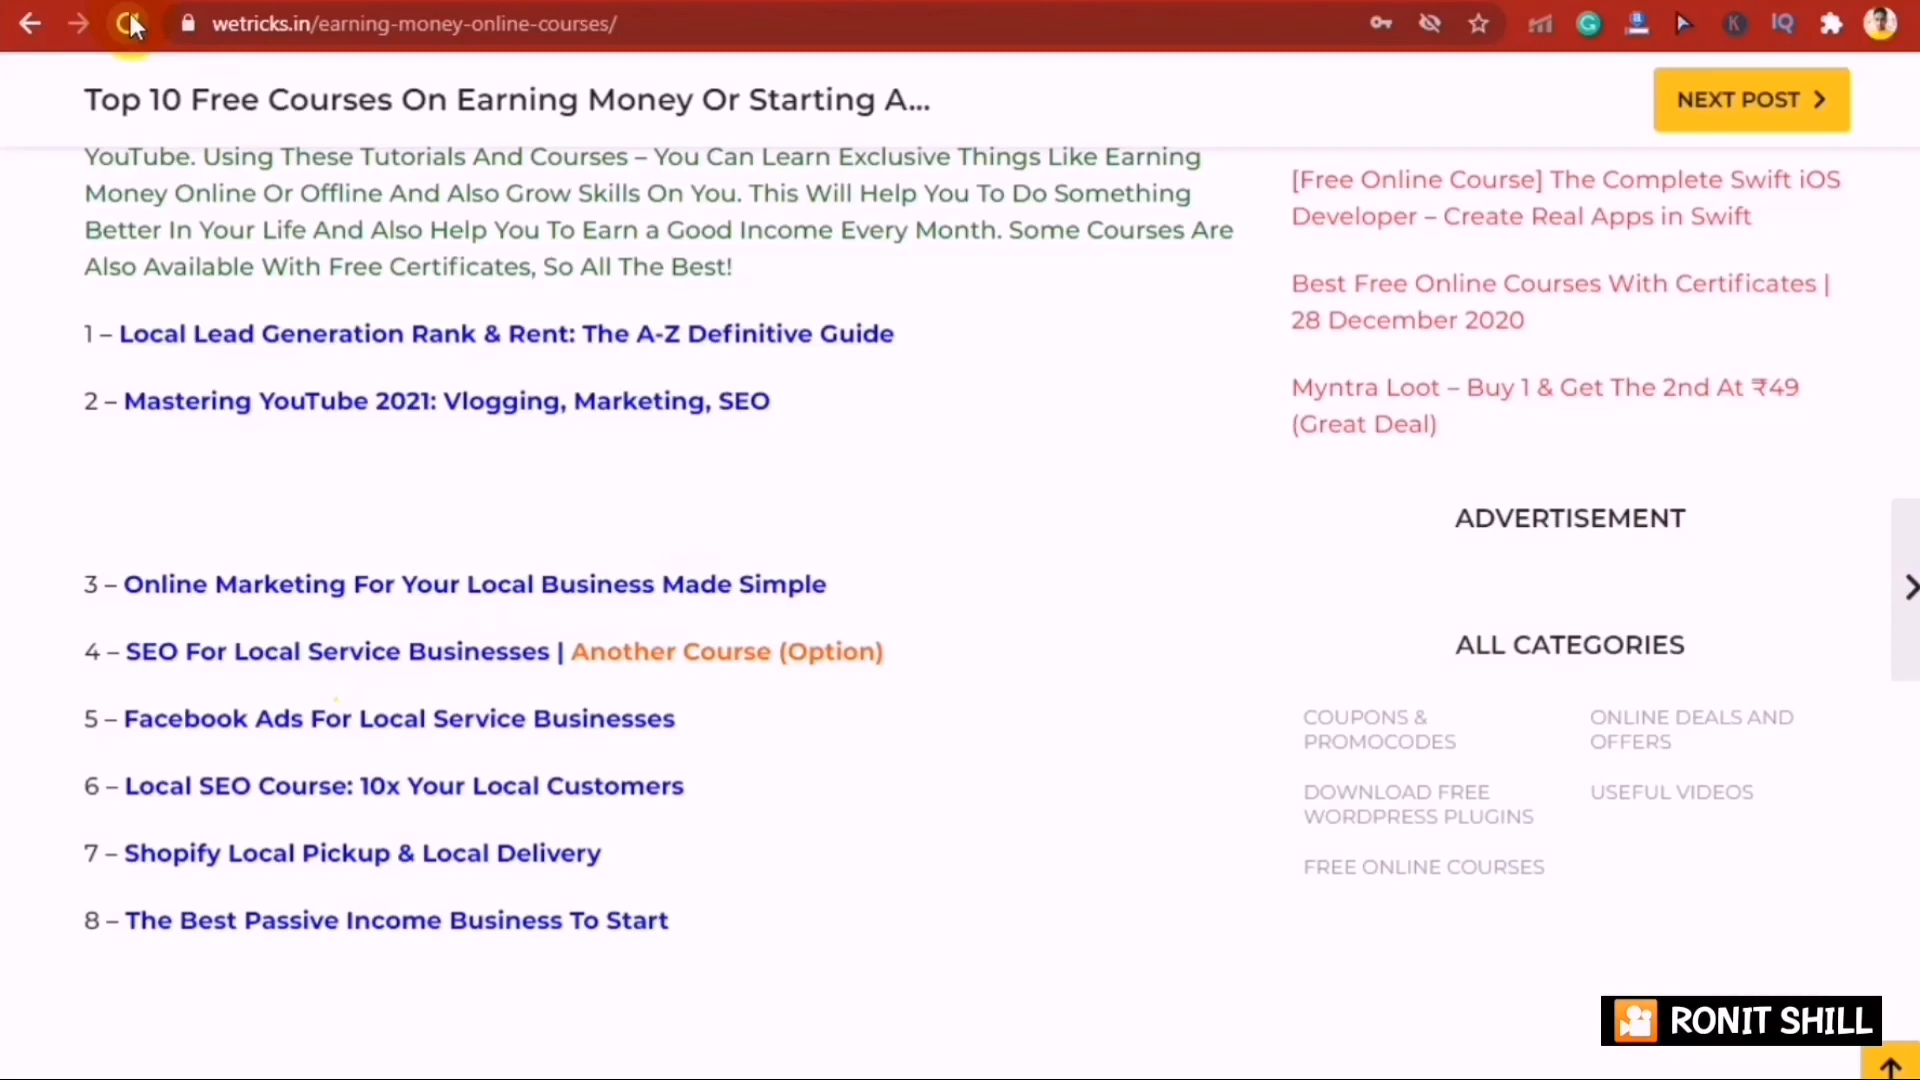 wetricks.in/earning-money-online-courses/
K
IQ
Top 10 Free Courses On Earning Money Or Starting A...
NEXT POST
YouTube. Using These Tutorials And Courses – You Can Learn Exclusive Things Like Earning
Money Online Or Offline And Also Grow Skills On You. This Will Help You To Do Something
Better In Your Life And Also Help You To Earn a Good Income Every Month. Some Courses Are
Also Available With Free Certificates, So All The Best!
1 – Local Lead Generation Rank & Rent: The A-Z Definitive Guide
2 – Mastering YouTube 2021: Vlogging, Marketing, SEO
3 – Online Marketing For Your Local Business Made Simple
4 – SEO For Local Service Businesses | Another Course (Option)
5 – Facebook Ads For Local Service Businesses
6 – Local SEO Course: 10x Your Local Customers
7 – Shopify Local Pickup & Local Delivery
8 – The Best Passive Income Business To Start
[Free Online Course] The Complete Swift iOS
Developer – Create Real Apps in Swift
Best Free Online Courses With Certificates |
28 December 2020
Myntra Loot – Buy 1 & Get The 2nd At ₹49
(Great Deal)
ADVERTISEMENT
ALL CATEGORIES
COUPONS &
PROMOCODES
ONLINE DEALS AND
OFFERS
DOWNLOAD FREE
WORDPRESS PLUGINS
USEFUL VIDEOS
FREE ONLINE COURSES
RONIT SHILL